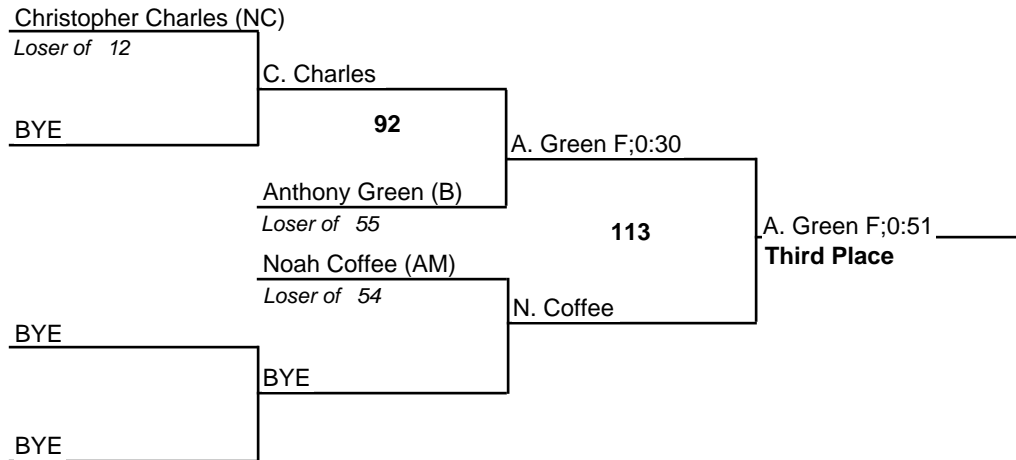 Christopher Charles (NC)
Loser of 12
C. Charles
92
BYE
A. Green F;0:30
Anthony Green (B)
Loser of 55
113
A. Green F;0:51
Third Place
Noah Coffee (AM)
Loser of 54
N. Coffee
BYE
BYE
BYE